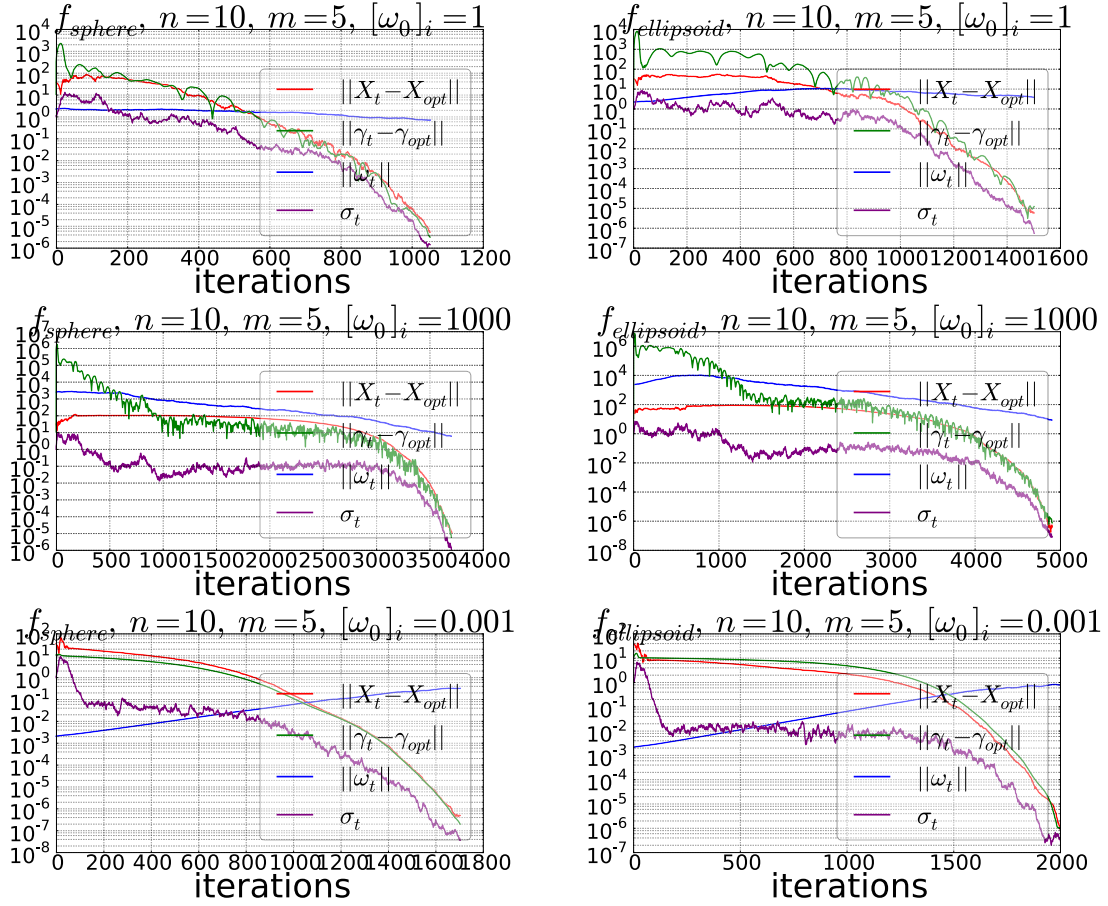 f_sphere, n=10, m=5, [ω_0]_i=1
10^4
10^3
10^2
10^1
10^0
10^-1
10^-2
10^-3
10^-4
10^-5
10^-6
||X_t−X_opt||
||γ_t−γ_opt||
||ω_t||
σ_t
0 200 400 600 800 1000 1200
iterations
f_ellipsoid, n=10, m=5, [ω_0]_i=1
10^4
10^3
10^2
10^1
10^0
10^-1
10^-2
10^-3
10^-4
10^-5
10^-6
10^-7
||X_t−X_opt||
||γ_t−γ_opt||
||ω_t||
σ_t
0 200 400 600 800 1000 1200 1400 1600
iterations
f_sphere, n=10, m=5, [ω_0]_i=1000
10^7
10^6
10^5
10^4
10^3
10^2
10^1
10^0
10^-1
10^-2
10^-3
10^-4
10^-5
10^-6
||X_t−X_opt||
||γ_t−γ_opt||
||ω_t||
σ_t
0 500 1000 1500 2000 2500 3000 3500 4000
iterations
f_ellipsoid, n=10, m=5, [ω_0]_i=1000
10^6
10^4
10^2
10^0
10^-2
10^-4
10^-6
10^-8
||X_t−X_opt||
||γ_t−γ_opt||
||ω_t||
σ_t
0 1000 2000 3000 4000 5000
iterations
f_sphere, n=10, m=5, [ω_0]_i=0.001
10^2
10^1
10^0
10^-1
10^-2
10^-3
10^-4
10^-5
10^-6
10^-7
10^-8
||X_t−X_opt||
||γ_t−γ_opt||
||ω_t||
σ_t
0 200 400 600 800 1000 1200 1400 1600 1800
iterations
f_ellipsoid, n=10, m=5, [ω_0]_i=0.001
10^2
10^1
10^0
10^-1
10^-2
10^-3
10^-4
10^-5
10^-6
10^-7
||X_t−X_opt||
||γ_t−γ_opt||
||ω_t||
σ_t
0 500 1000 1500 2000
iterations